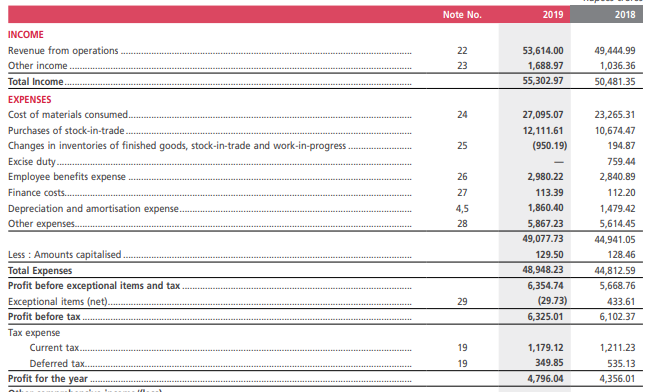 Note No. 2019 2018
INCOME
Revenue from operations 22 53,614.00 49,444.99
Other income 23 1,688.97 1,036.36
Total Income 55,302.97 50,481.35
EXPENSES
Cost of materials consumed 24 27,095.07 23,265.31
Purchases of stock-in-trade 12,111.61 10,674.47
Changes in inventories of finished goods, stock-in-trade and work-in-progress 25 (950.19) 194.87
Excise duty — 759.44
Employee benefits expense 26 2,980.22 2,840.89
Finance costs 27 113.39 112.20
Depreciation and amortisation expense 4,5 1,860.40 1,479.42
Other expenses 28 5,867.23 5,614.45
49,077.73 44,941.05
Less : Amounts capitalised 129.50 128.46
Total Expenses 48,948.23 44,812.59
Profit before exceptional items and tax 6,354.74 5,668.76
Exceptional items (net) 29 (29.73) 433.61
Profit before tax 6,325.01 6,102.37
Tax expense
Current tax 19 1,179.12 1,211.23
Deferred tax 19 349.85 535.13
Profit for the year 4,796.04 4,356.01